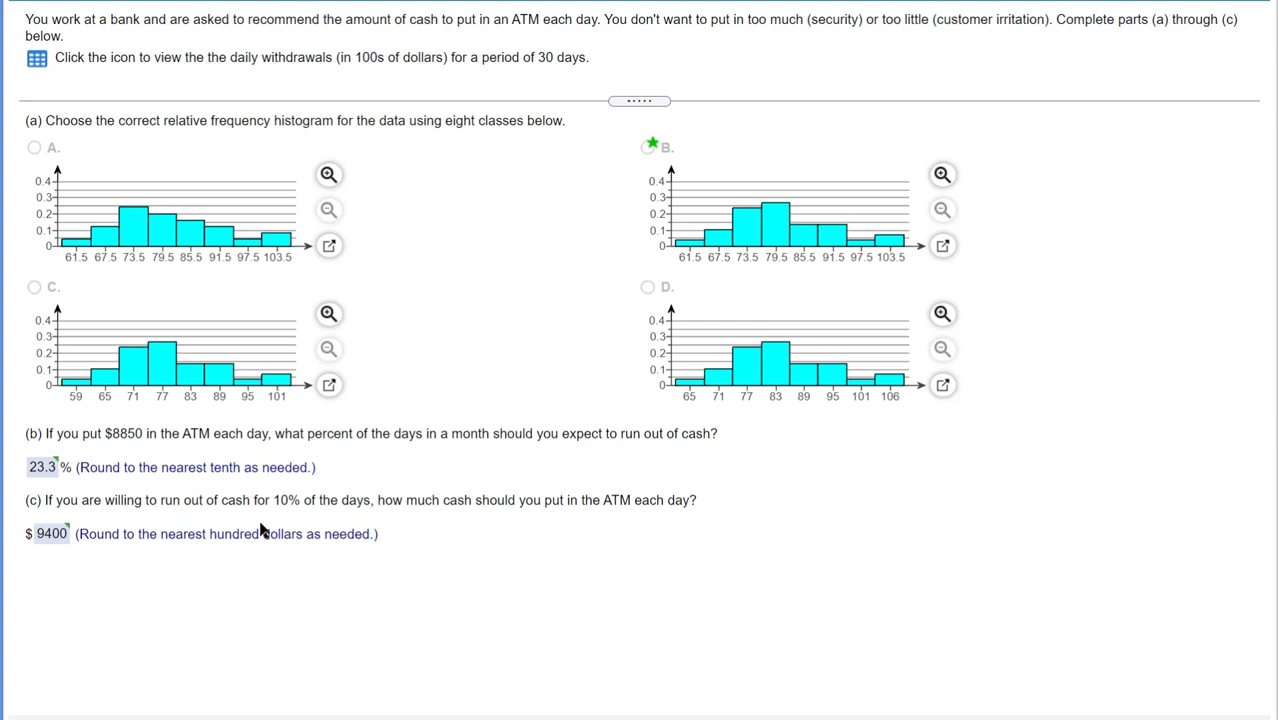 You work at a bank and are asked to recommend the amount of cash to put in an ATM each day. You don't want to put in too much (security) or too little (customer irritation). Complete parts (a) through (c)
below.
Click the icon to view the the daily withdrawals (in 100s of dollars) for a period of 30 days.
(a) Choose the correct relative frequency histogram for the data using eight classes below.
A.
0.4
0.3
0.2
0.1
0
61.5 67.5 73.5 79.5 85.5 91.5 97.5 103.5
B.
0.4
0.3
0.2
0.1
0
61.5 67.5 73.5 79.5 85.5 91.5 97.5 103.5
C.
0.4
0.3
0.2
0.1
0
59 65 71 77 83 89 95 101
D.
0.4
0.3
0.2
0.1
0
65 71 77 83 89 95 101 106
(b) If you put $8850 in the ATM each day, what percent of the days in a month should you expect to run out of cash?
23.3 % (Round to the nearest tenth as needed.)
(c) If you are willing to run out of cash for 10% of the days, how much cash should you put in the ATM each day?
$ 9400 (Round to the nearest hundred dollars as needed.)